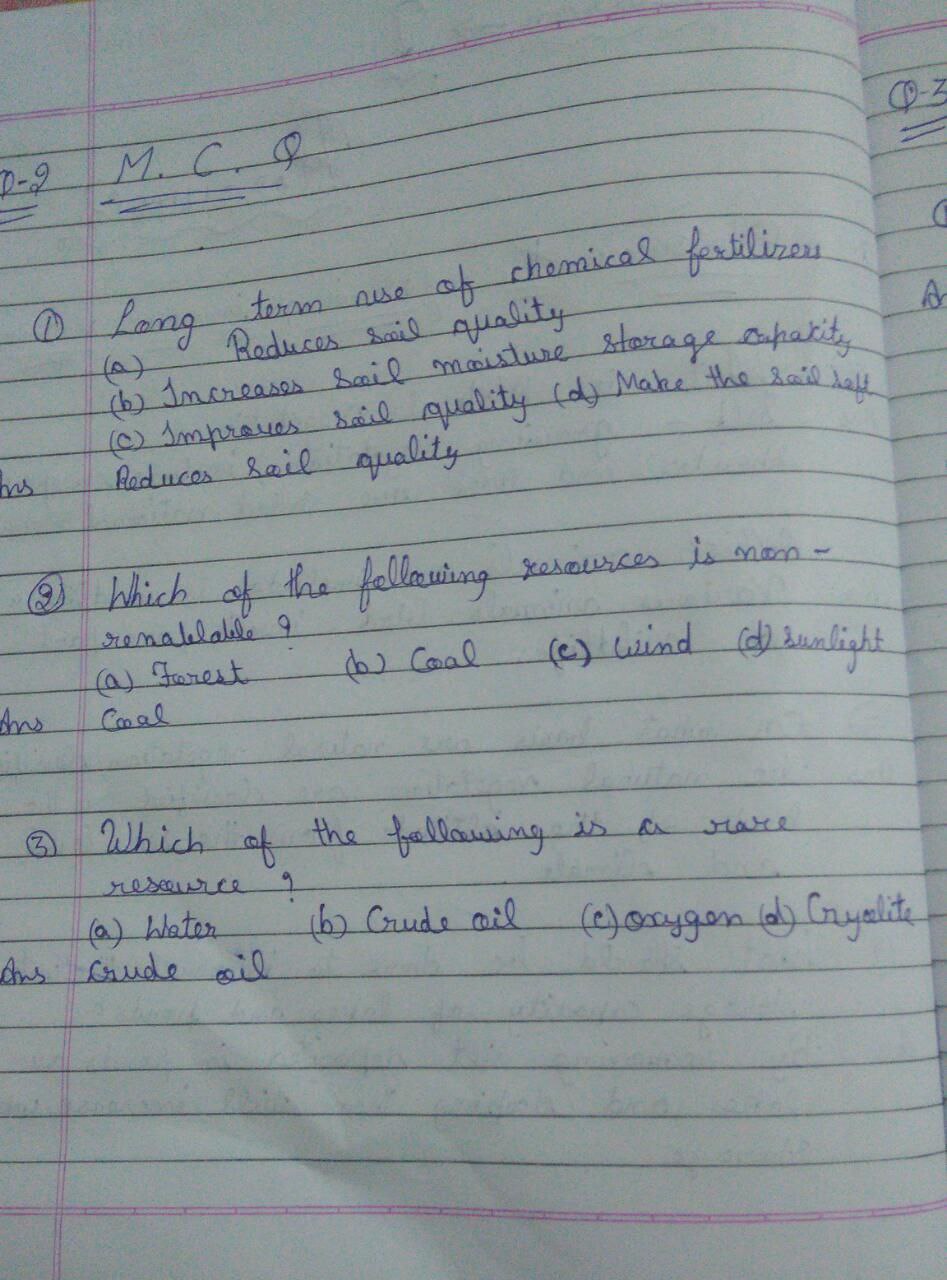 Q-2 M. C. Q
① Long term use of chemical fertilizers
(a) Reduces soil quality
(b) Increases soil moisture storage capakity
(c) Improves soil quality (d) Make the soil soft
Ans Reduces soil quality
② Which of the following resources is non-
renablable ?
(a) Forest (b) Coal (c) Wind (d) Sunlight
Ans Coal
③ Which of the following is a rare
resource ?
(a) Water (b) Crude oil (c) oxygen (d) Cryolite
Ans Crude oil
Q-3